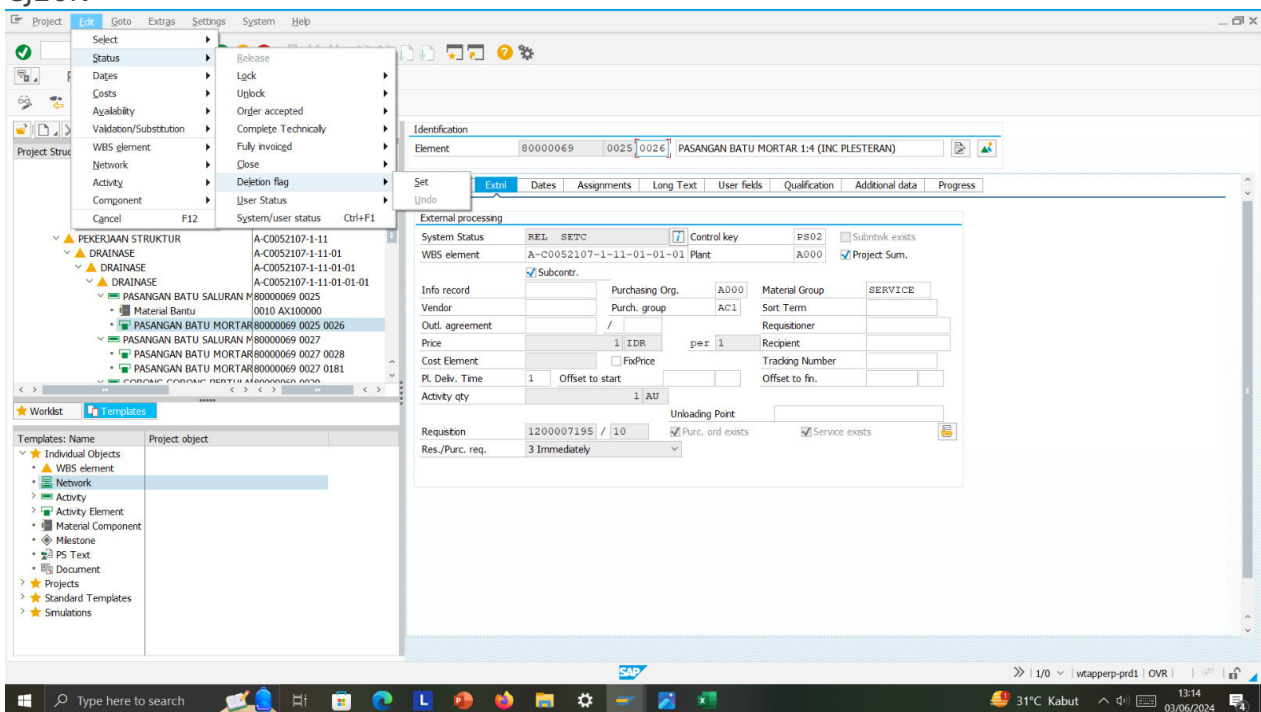 CJ20N
Project Edit Goto Extras Settings System Help
Select
Status
Dates
Costs
Availability
Validation/Substitution
WBS element
Network
Activity
Component
Cancel F12
Release
Lock
Unlock
Order accepted
Complete Technically
Fully invoiced
Close
Deletion flag
User Status
System/user status Ctrl+F1
Set
Undo
Project Struc
PEKERJAAN STRUKTUR A-C0052107-1-11
DRAINASE A-C0052107-1-11-01
DRAINASE A-C0052107-1-11-01-01
DRAINASE A-C0052107-1-11-01-01-01
PASANGAN BATU SALURAN M 80000069 0025
Material Bantu 0010 AX100000
PASANGAN BATU MORTAR 80000069 0025 0026
PASANGAN BATU SALURAN M 80000069 0027
PASANGAN BATU MORTAR 80000069 0027 0028
PASANGAN BATU MORTAR 80000069 0027 0181
Worklist Templates
Templates: Name Project object
Individual Objects
WBS element
Network
Activity
Activity Element
Material Component
Milestone
PS Text
Document
Projects
Standard Templates
Simulations
Identification
Element 80000069 0025 0026 PASANGAN BATU MORTAR 1:4 (INC PLESTERAN)
Extnl Dates Assignments Long Text User fields Qualification Additional data Progress
External processing
System Status REL SETC Control key PS02 Subntwk exists
WBS element A-C0052107-1-11-01-01-01 Plant A000 Project Sum.
Subcontr.
Info record Purchasing Org. A000 Material Group SERVICE
Vendor Purch. group AC1 Sort Term
Outl. agreement / Requisitioner
Price 1 IDR per 1 Recipient
Cost Element FixPrice Tracking Number
Pl. Deliv. Time 1 Offset to start Offset to fin.
Activity qty 1 AU
Unloading Point
Requsition 1200007195 / 10 Purc. ord exists Service exists
Res./Purc. req. 3 Immediately
SAP
1/0 wtapperp-prd1 OVR
Type here to search
31°C Kabut
13:14
03/06/2024
4